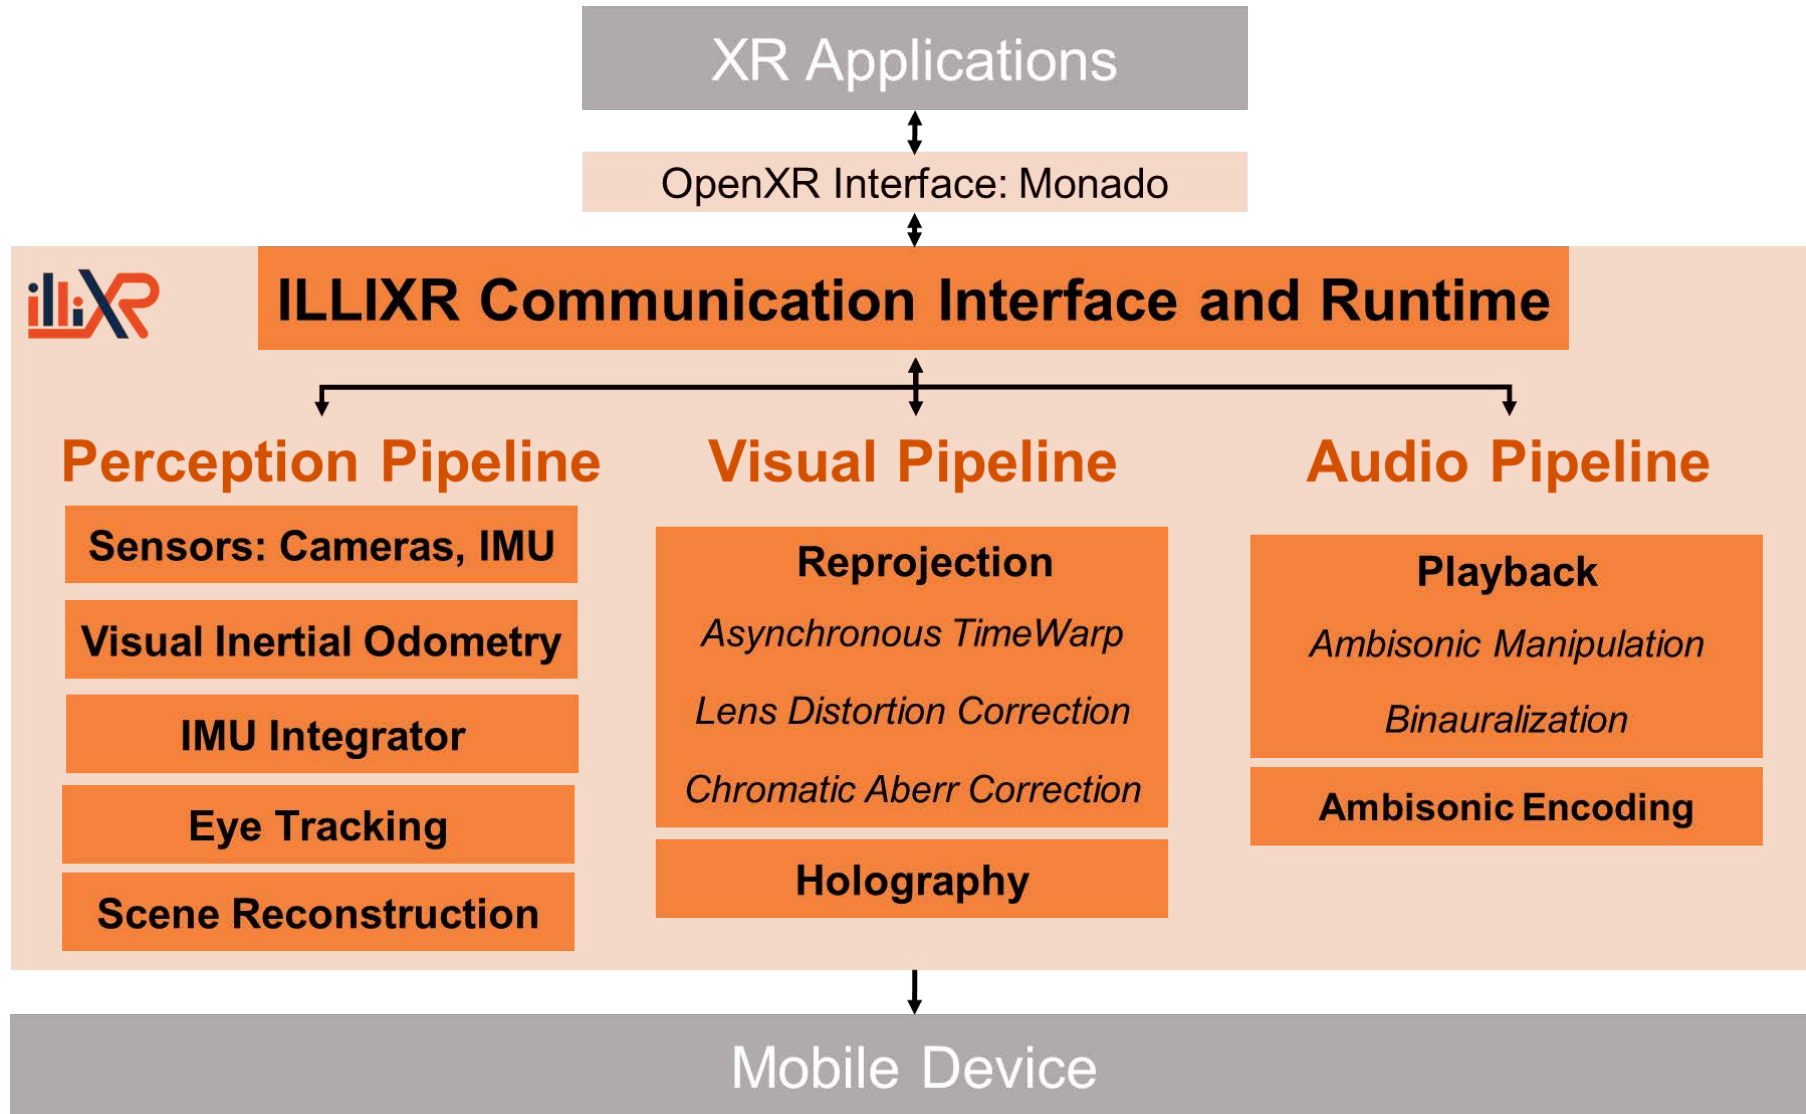 XR Applications
OpenXR Interface: Monado
illiXR
ILLIXR Communication Interface and Runtime
Perception Pipeline
Sensors: Cameras, IMU
Visual Inertial Odometry
IMU Integrator
Eye Tracking
Scene Reconstruction
Visual Pipeline
Reprojection
Asynchronous TimeWarp
Lens Distortion Correction
Chromatic Aberr Correction
Holography
Audio Pipeline
Playback
Ambisonic Manipulation
Binauralization
Ambisonic Encoding
Mobile Device